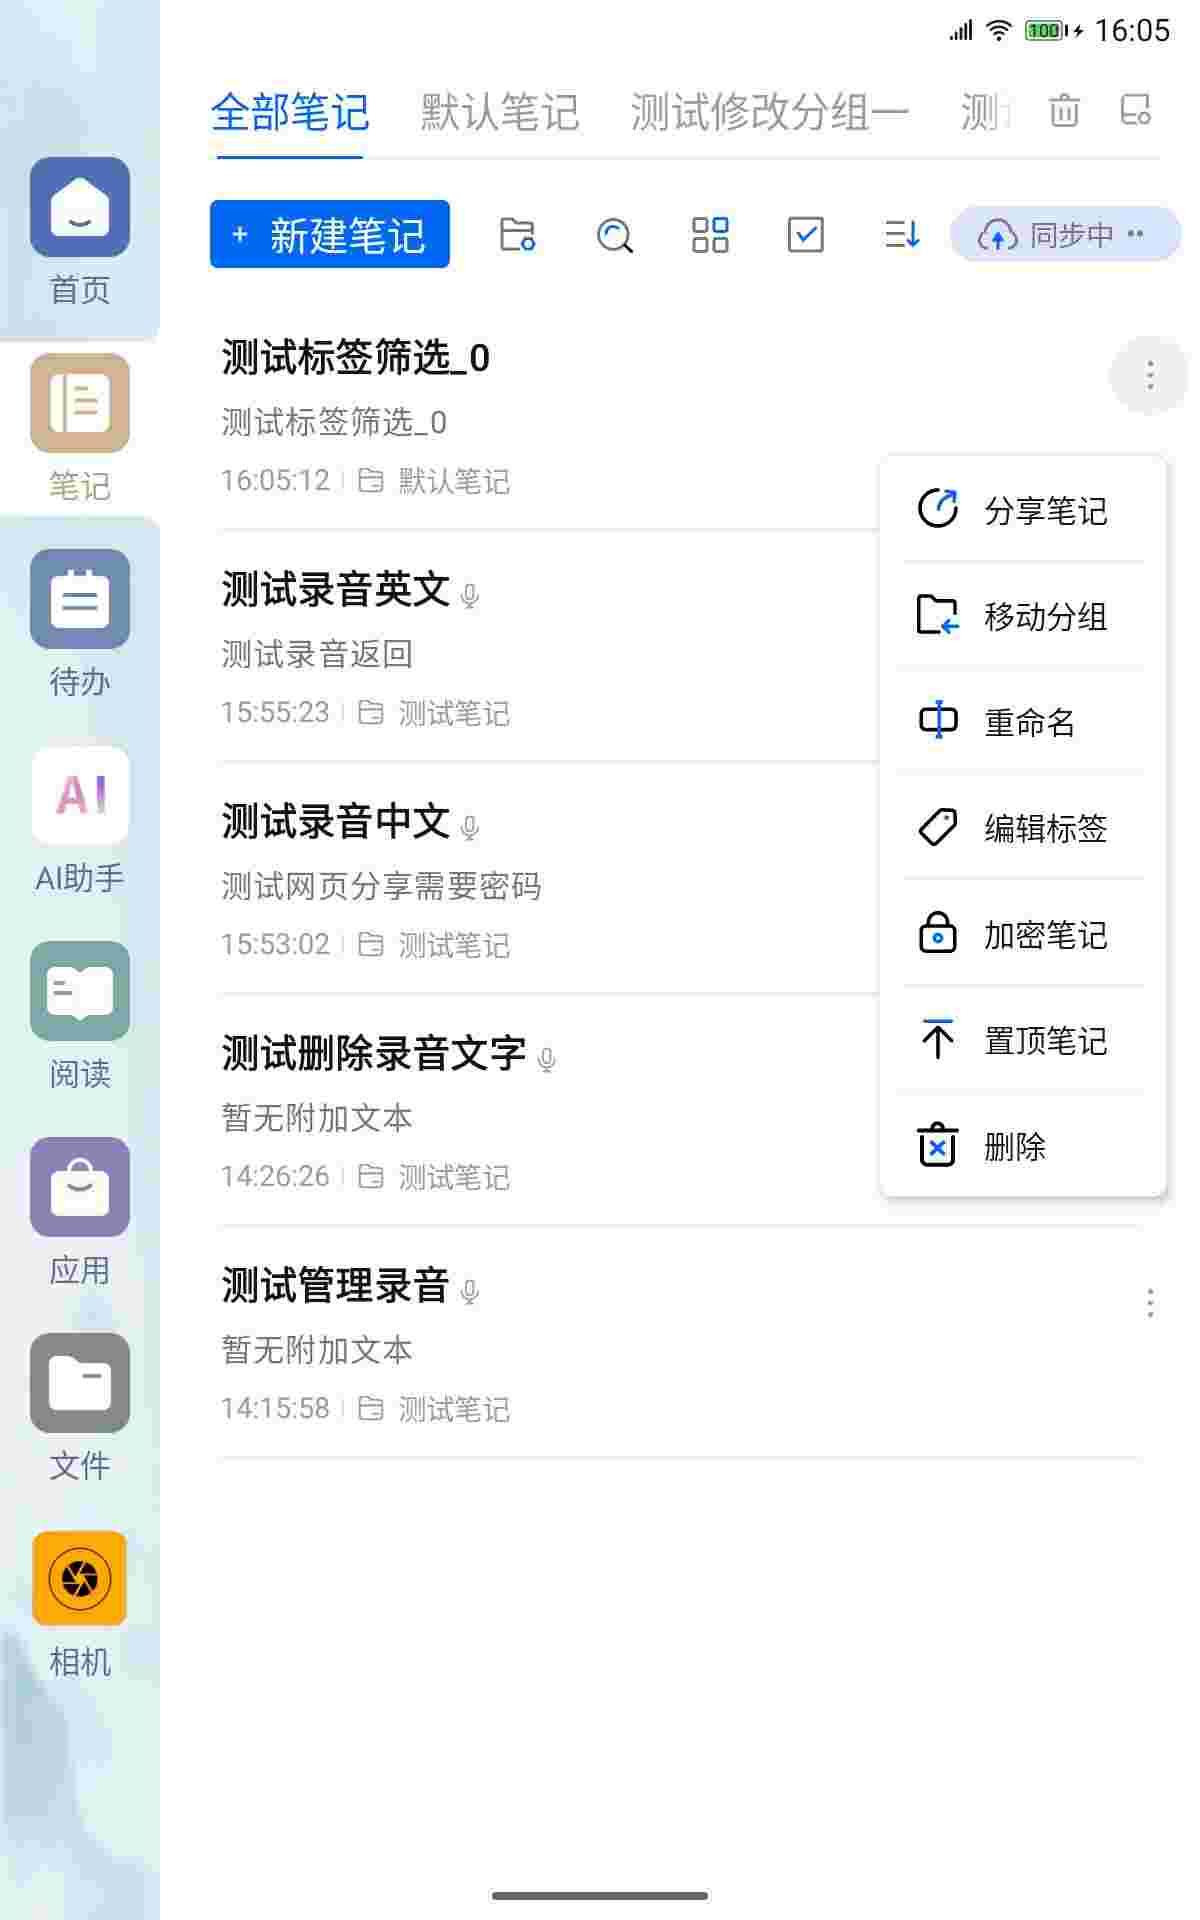 100 16:05
全部笔记 默认笔记 测试修改分组一 测
+ 新建笔记 同步中
测试标签筛选_0
测试标签筛选_0
16:05:12 默认笔记
测试录音英文
测试录音返回
15:55:23 测试笔记
测试录音中文
测试网页分享需要密码
15:53:02 测试笔记
测试删除录音文字
暂无附加文本
14:26:26 测试笔记
测试管理录音
暂无附加文本
14:15:58 测试笔记
分享笔记
移动分组
重命名
编辑标签
加密笔记
置顶笔记
删除
首页
笔记
待办
AI
AI助手
阅读
应用
文件
相机